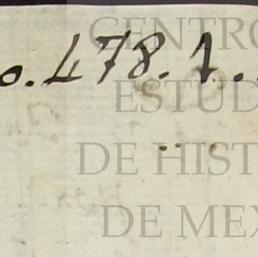 CENTRO
o. 478. 1.
ESTUD
DE HIST
DE MEX